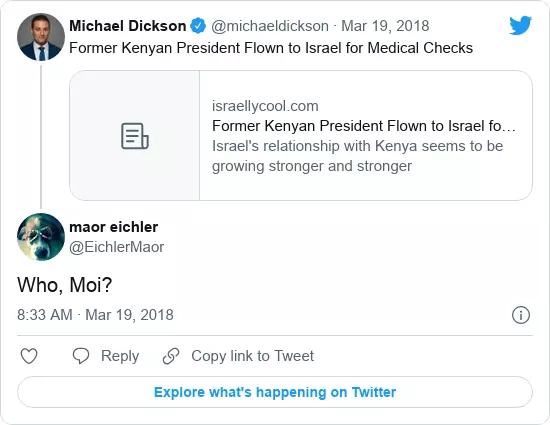 Michael Dickson @michaeldickson · Mar 19, 2018
Former Kenyan President Flown to Israel for Medical Checks
israellycool.com
Former Kenyan President Flown to Israel fo…
Israel's relationship with Kenya seems to be
growing stronger and stronger
maor eichler
@EichlerMaor
Who, Moi?
8:33 AM · Mar 19, 2018
Reply
Copy link to Tweet
Explore what's happening on Twitter